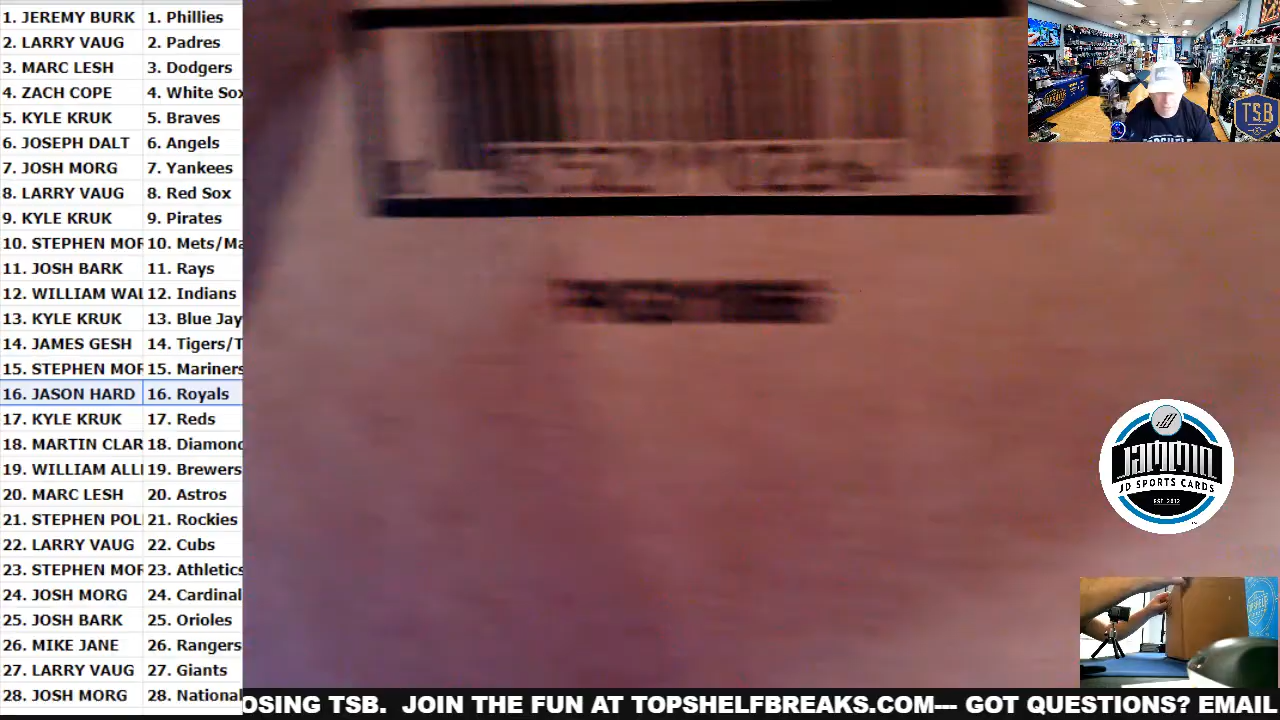 1. JEREMY BURK 1. Phillies
2. LARRY VAUG 2. Padres
3. MARC LESH 3. Dodgers
4. ZACH COPE 4. White Sox
5. KYLE KRUK 5. Braves
6. JOSEPH DALT 6. Angels
7. JOSH MORG 7. Yankees
8. LARRY VAUG 8. Red Sox
9. KYLE KRUK 9. Pirates
10. STEPHEN MOR 10. Mets/Ma
11. JOSH BARK 11. Rays
12. WILLIAM WAL 12. Indians
13. KYLE KRUK 13. Blue Jay
14. JAMES GESH 14. Tigers/T
15. STEPHEN MOR 15. Mariners
16. JASON HARD 16. Royals
17. KYLE KRUK 17. Reds
18. MARTIN CLAR 18. Diamond
19. WILLIAM ALLI 19. Brewers
20. MARC LESH 20. Astros
21. STEPHEN POL 21. Rockies
22. LARRY VAUG 22. Cubs
23. STEPHEN MOR 23. Athletics
24. JOSH MORG 24. Cardinal
25. JOSH BARK 25. Orioles
26. MIKE JANE 26. Rangers
27. LARRY VAUG 27. Giants
28. JOSH MORG 28. National
TSB
JAMMIN
JD SPORTS CARDS
EST 2012
OSING TSB. JOIN THE FUN AT TOPSHELFBREAKS.COM--- GOT QUESTIONS? EMAIL